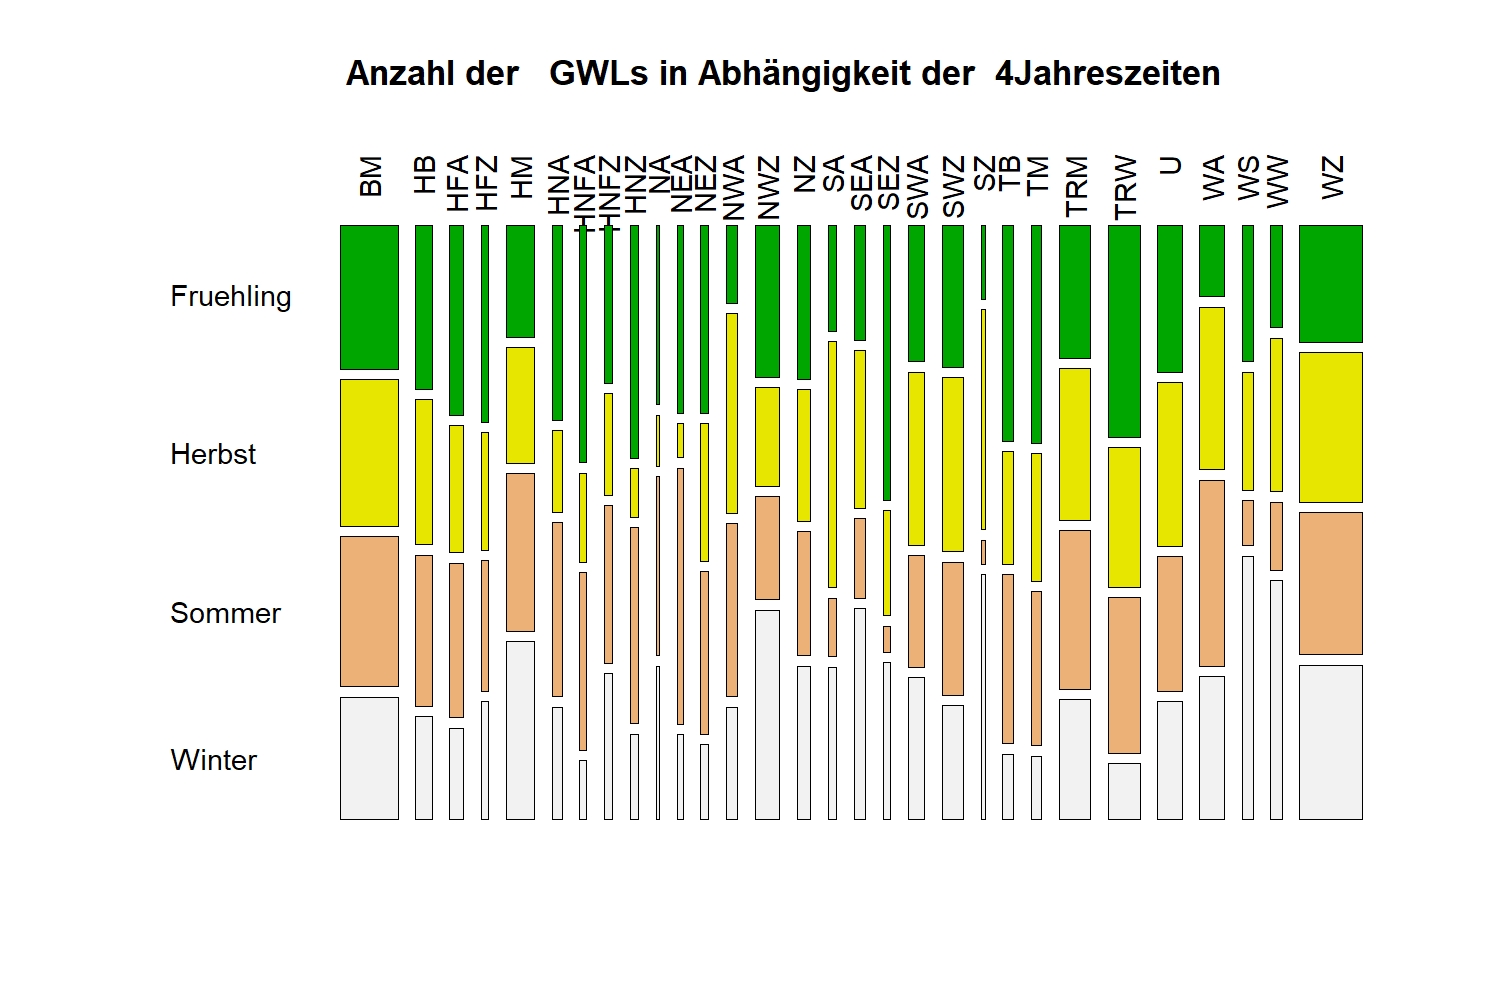 Anzahl der   GWLs in Abhängigkeit der  4Jahreszeiten
BM HB HFA HFZ HM HNA HNFA HNFZ HNZ NA NEA NEZ NWA NWZ NZ SA SEA SEZ SWA SWZ SZ TB TM TRM TRW U WA WS WW WZ
Fruehling
Herbst
Sommer
Winter